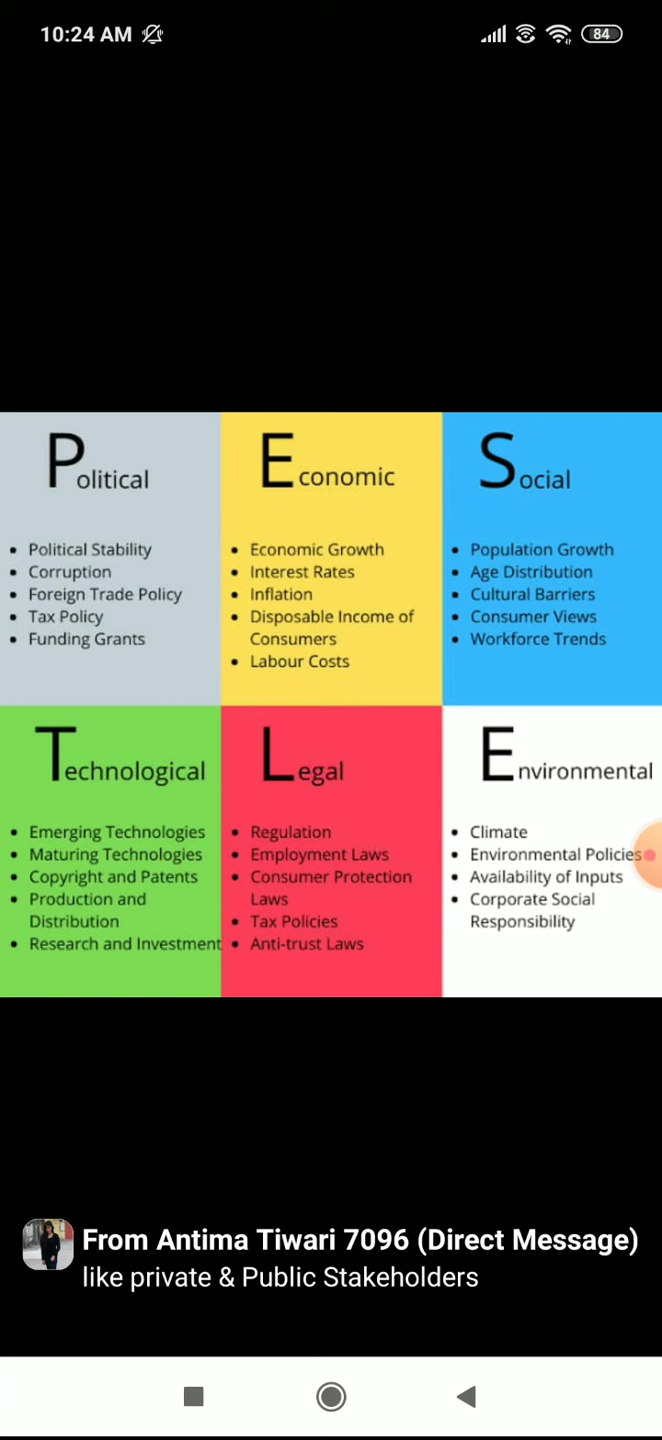 10:24 AM
84
Political
• Political Stability
• Corruption
• Foreign Trade Policy
• Tax Policy
• Funding Grants
Economic
• Economic Growth
• Interest Rates
• Inflation
• Disposable Income of
Consumers
• Labour Costs
Social
• Population Growth
• Age Distribution
• Cultural Barriers
• Consumer Views
• Workforce Trends
Technological
• Emerging Technologies
• Maturing Technologies
• Copyright and Patents
• Production and
Distribution
• Research and Investment
Legal
• Regulation
• Employment Laws
• Consumer Protection
Laws
• Tax Policies
• Anti-trust Laws
Environmental
• Climate
• Environmental Policies
• Availability of Inputs
• Corporate Social
Responsibility
From Antima Tiwari 7096 (Direct Message)
like private & Public Stakeholders